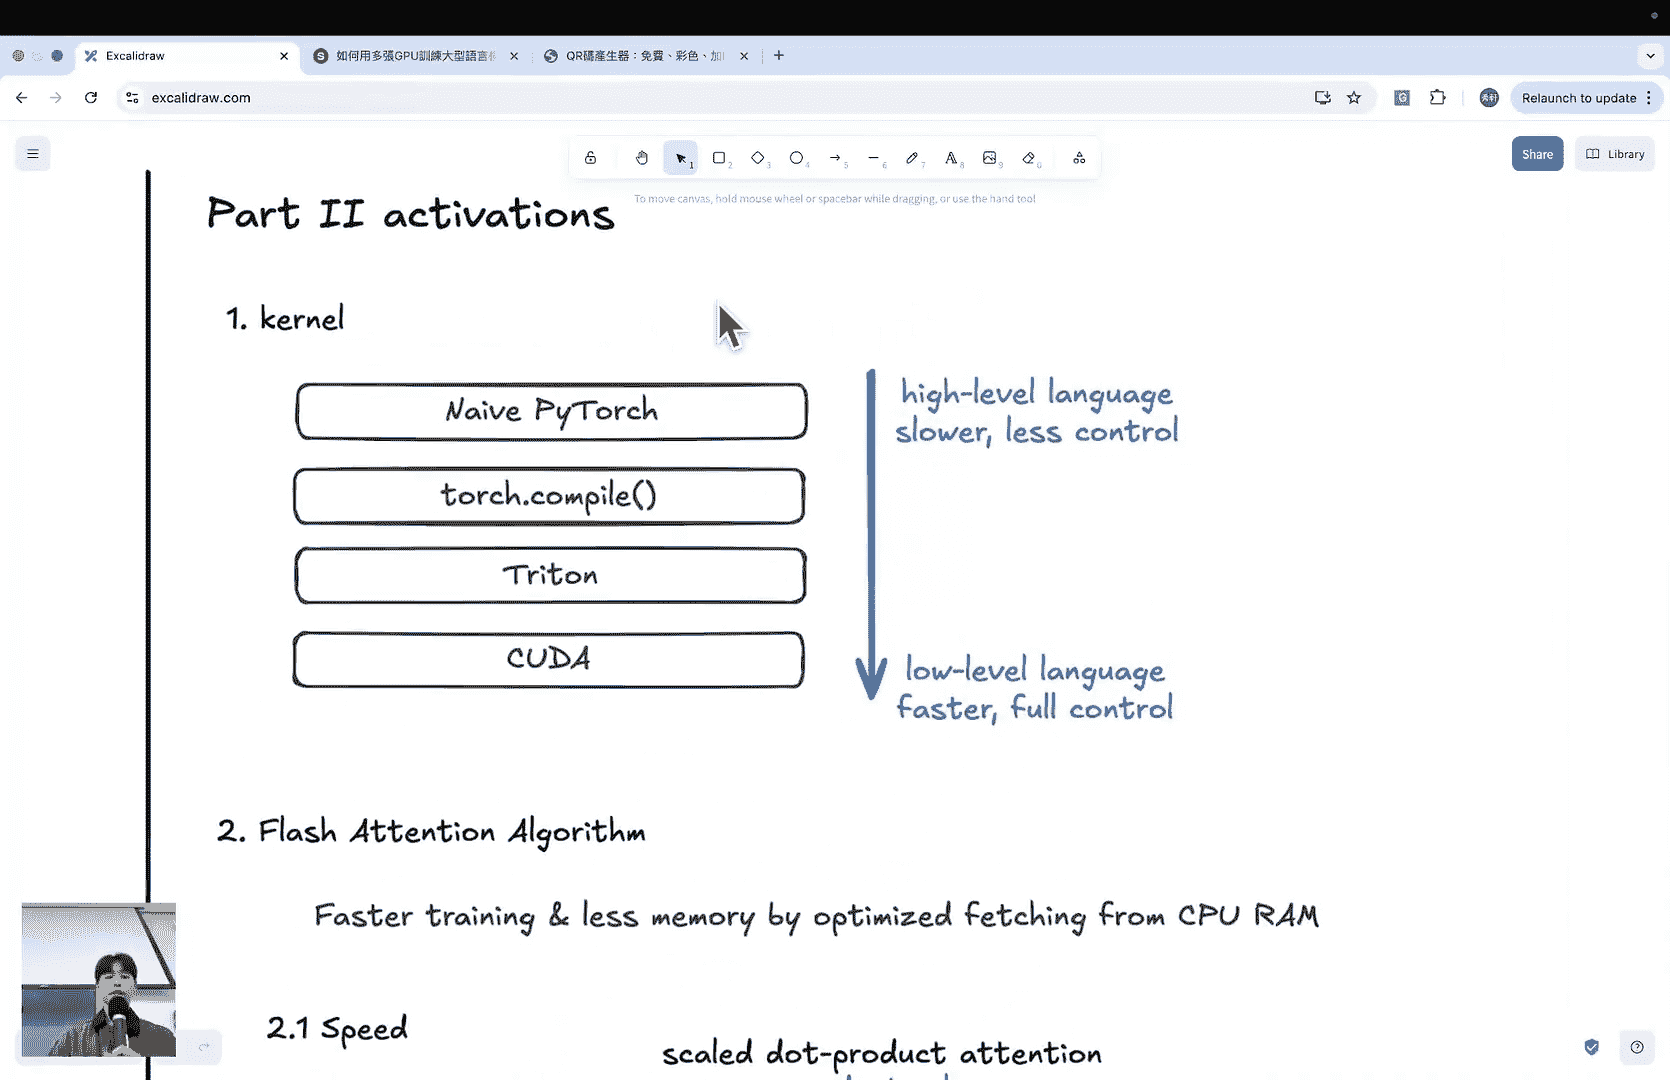 Excalidraw
如何用多張GPU訓練大型語言
QR碼產生器：免費、彩色、加
excalidraw.com
Relaunch to update
To move canvas, hold mouse wheel or spacebar while dragging, or use the hand tool
Share
Library
Part II activations
1. kernel
Naive PyTorch
torch.compile()
Triton
CUDA
high-level language
slower, less control
low-level language
faster, full control
2. Flash Attention Algorithm
Faster training & less memory by optimized fetching from CPU RAM
2.1 Speed
scaled dot-product attention